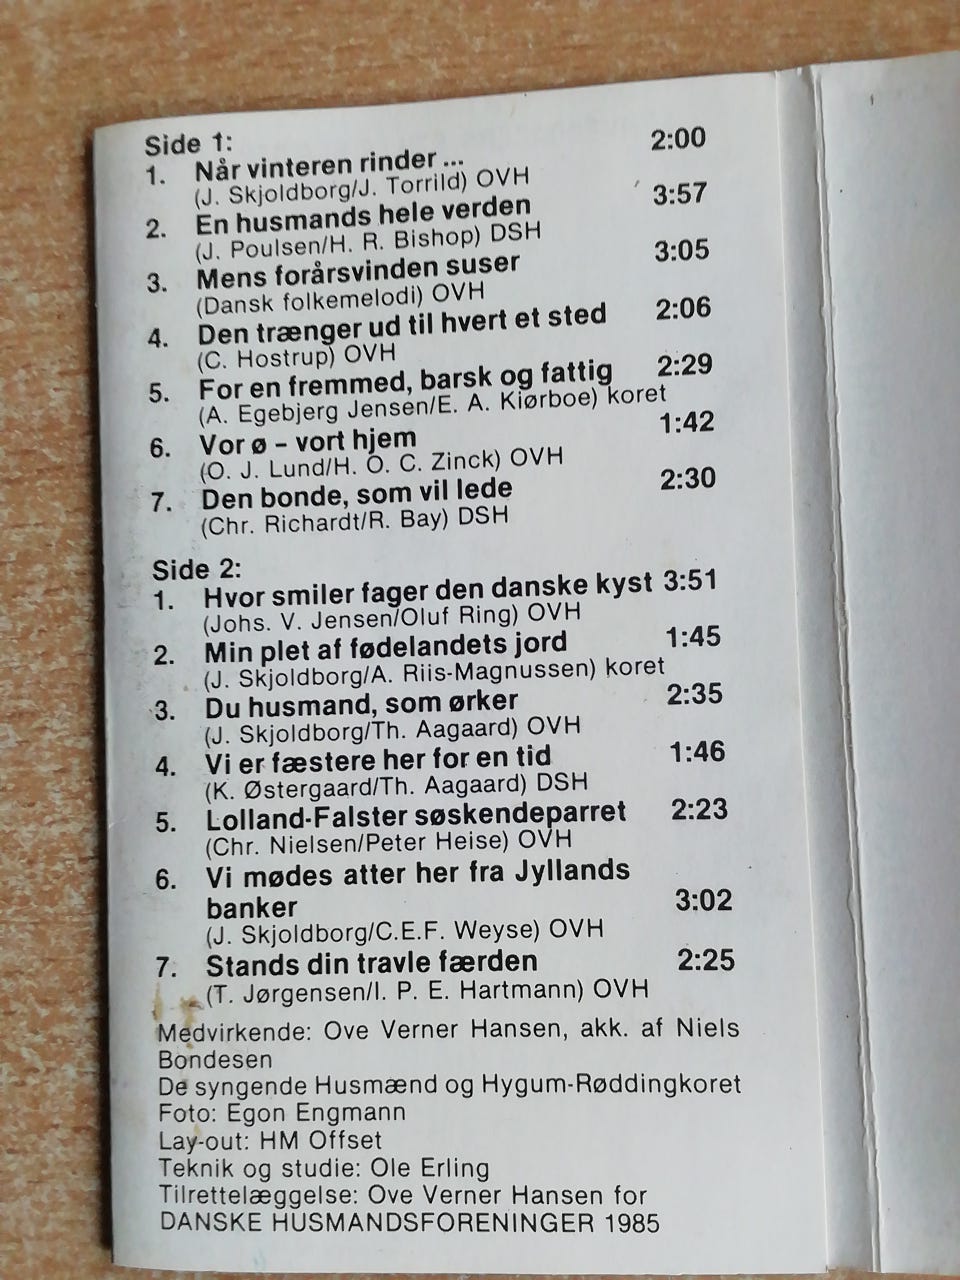 Side 1:
1. Når vinteren rinder ... 2:00
(J. Skjoldborg/J. Torrild) OVH
2. En husmands hele verden 3:57
(J. Poulsen/H. R. Bishop) DSH
3. Mens forårsvinden suser 3:05
(Dansk folkemelodi) OVH
4. Den trænger ud til hvert et sted 2:06
(C. Hostrup) OVH
5. For en fremmed, barsk og fattig 2:29
(A. Egebjerg Jensen/E. A. Kiørboe) koret
6. Vor ø – vort hjem 1:42
(O. J. Lund/H. O. C. Zinck) OVH
7. Den bonde, som vil lede 2:30
(Chr. Richardt/R. Bay) DSH
Side 2:
1. Hvor smiler fager den danske kyst 3:51
(Johs. V. Jensen/Oluf Ring) OVH
2. Min plet af fødelandets jord 1:45
(J. Skjoldborg/A. Riis-Magnussen) koret
3. Du husmand, som ørker 2:35
(J. Skjoldborg/Th. Aagaard) OVH
4. Vi er fæstere her for en tid 1:46
(K. Østergaard/Th. Aagaard) DSH
5. Lolland-Falster søskendeparret 2:23
(Chr. Nielsen/Peter Heise) OVH
6. Vi mødes atter her fra Jyllands
banker 3:02
(J. Skjoldborg/C.E.F. Weyse) OVH
7. Stands din travle færden 2:25
(T. Jørgensen/I. P. E. Hartmann) OVH
Medvirkende: Ove Verner Hansen, akk. af Niels
Bondesen
De syngende Husmænd og Hygum-Røddingkoret
Foto: Egon Engmann
Lay-out: HM Offset
Teknik og studie: Ole Erling
Tilrettelæggelse: Ove Verner Hansen for
DANSKE HUSMANDSFORENINGER 1985